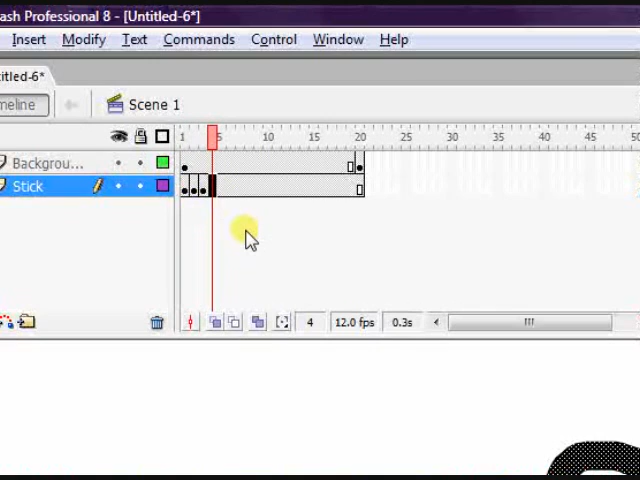 ash Professional 8 - [Untitled-6*]
Insert Modify Text Commands Control Window Help
titled-6*
meline Scene 1
1 5 10 15 20 25 30 35 40 45 50
Backgrou...
Stick
4 12.0 fps 0.3s